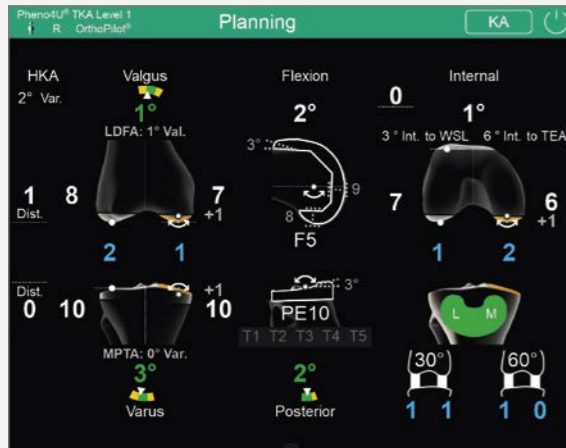 Pheno4U® TKA Level 1
R OrthoPilot®
Planning
KA
HKA
2° Var.
Valgus
1°
LDFA: 1° Val.
Flexion
2°
3°
Internal
0
1°
3° Int. to WSL 6° Int. to TEA
1
Dist.
8
7
+1
9
8
F5
7
6
+1
2
1
1
2
Dist.
0
10
+1
10
3°
PE10
L M
T1 T2 T3 T4 T5
MPTA: 0° Var.
3°
Varus
2°
Posterior
30°
60°
1 1
1 0